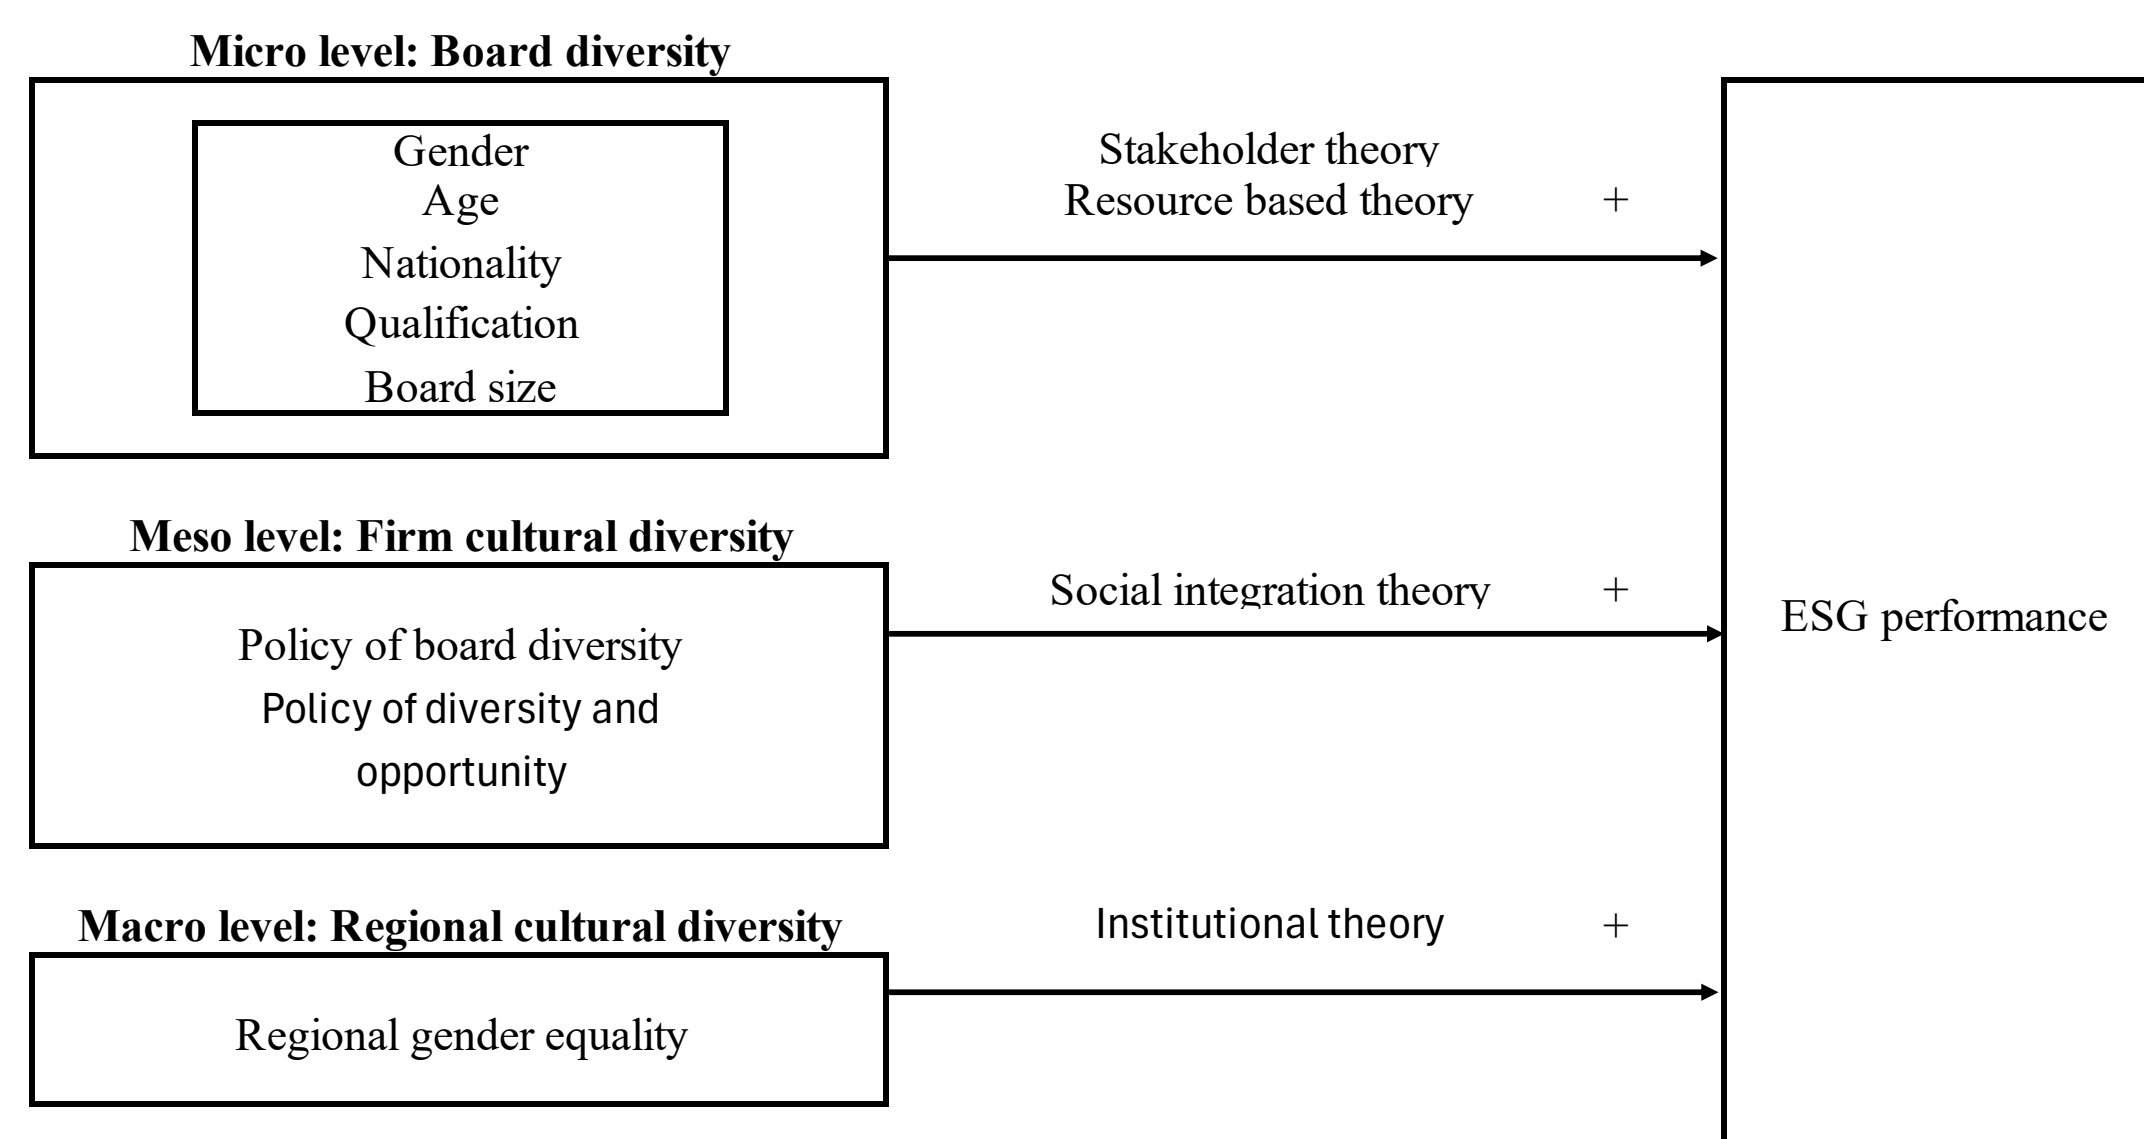 Micro level: Board diversity
Gender
Age
Nationality
Qualification
Board size
Stakeholder theory
Resource based theory +
Meso level: Firm cultural diversity
Policy of board diversity
Policy of diversity and
opportunity
Social integration theory +
ESG performance
Macro level: Regional cultural diversity
Regional gender equality
Institutional theory +